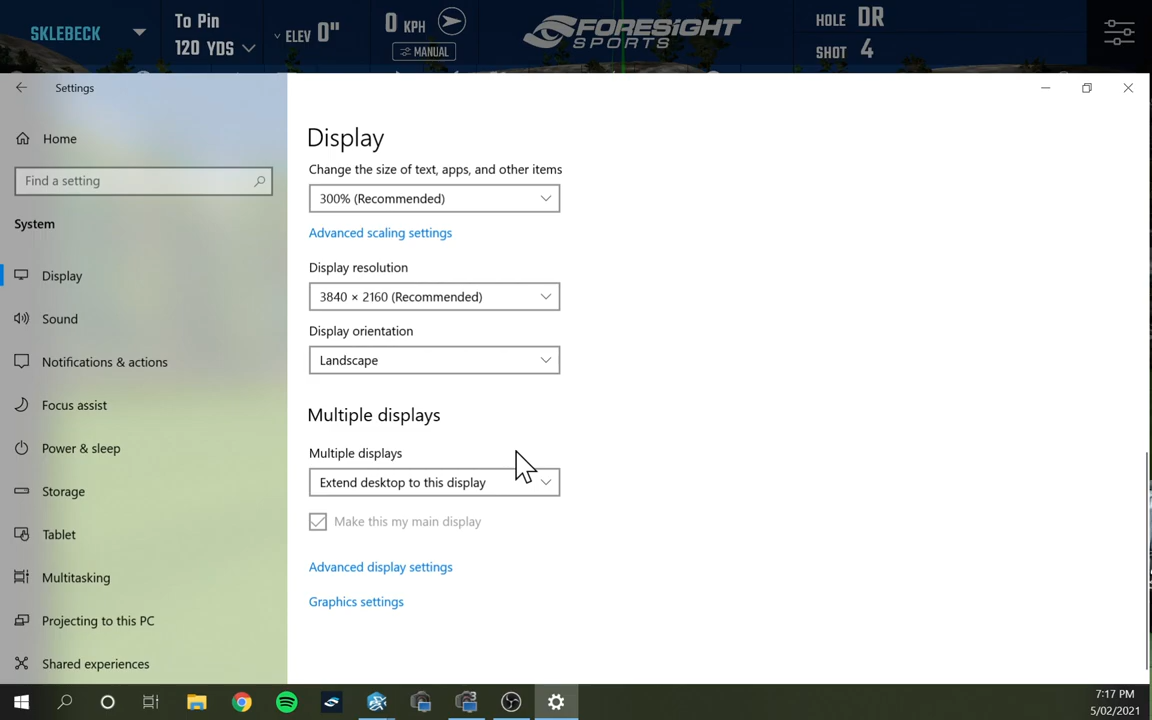 SKLEBECK
To Pin
120 YDS
ELEV 0"
0 KPH
MANUAL
FORESIGHT
SPORTS
HOLE DR
SHOT 4
Settings
Home
Find a setting
System
Display
Sound
Notifications & actions
Focus assist
Power & sleep
Storage
Tablet
Multitasking
Projecting to this PC
Shared experiences
Display
Change the size of text, apps, and other items
300% (Recommended)
Advanced scaling settings
Display resolution
3840 × 2160 (Recommended)
Display orientation
Landscape
Multiple displays
Multiple displays
Extend desktop to this display
Make this my main display
Advanced display settings
Graphics settings
3
7:17 PM
5/02/2021